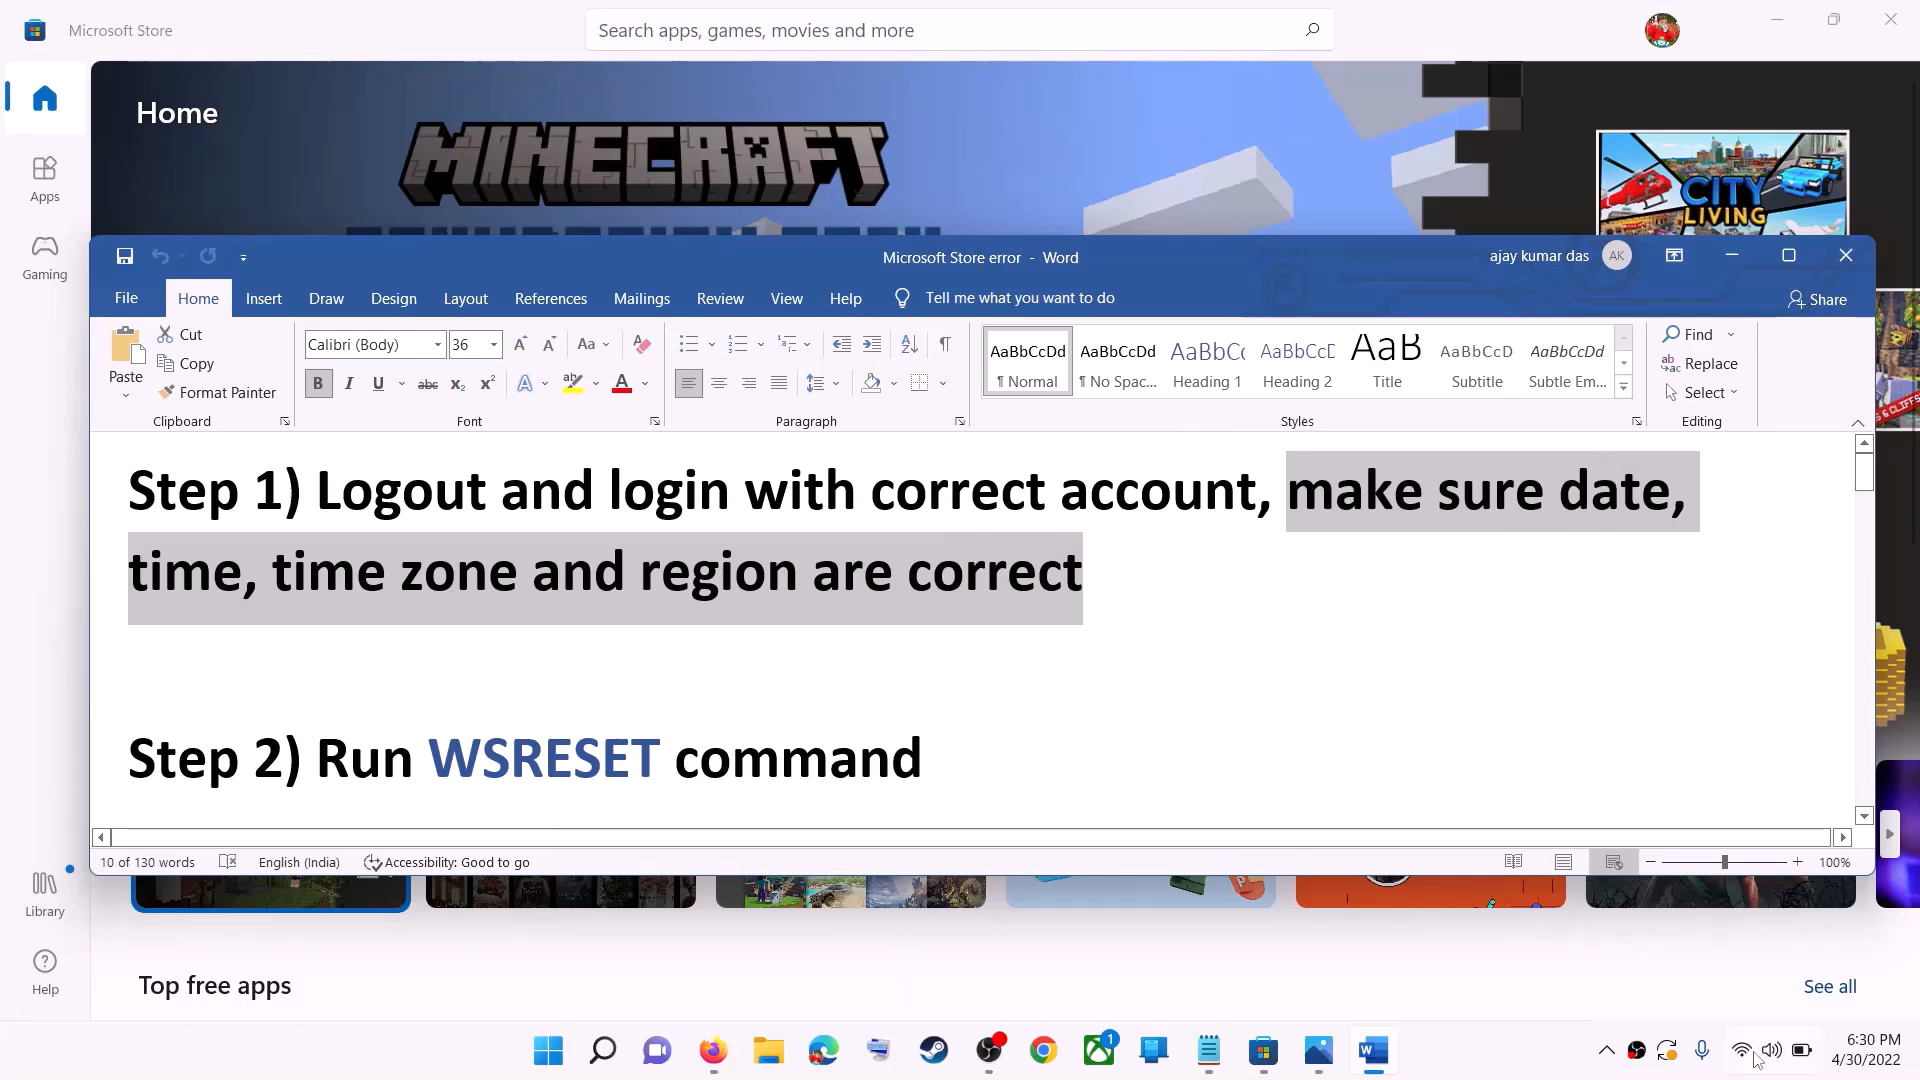 Microsoft Store
Search apps, games, movies and more
Home
MINECRAFT
CITY
LIVING
Apps
Gaming
Microsoft Store error - Word
ajay kumar das
AK
File
Home
Insert
Draw
Design
Layout
References
Mailings
Review
View
Help
Tell me what you want to do
Share
Paste
Cut
Copy
Format Painter
Clipboard
Calibri (Body)
36
Font
Paragraph
AaBbCcDd
¶ Normal
AaBbCcDd
¶ No Spac...
AaBbCc
Heading 1
AaBbCcD
Heading 2
AaB
Title
AaBbCcD
Subtitle
AaBbCcDd
Subtle Em...
Styles
Find
Replace
Select
Editing
Step 1) Logout and login with correct account, make sure date,
time, time zone and region are correct
Step 2) Run WSRESET command
10 of 130 words
English (India)
Accessibility: Good to go
100%
Library
Help
Top free apps
See all
1
6:30 PM
4/30/2022